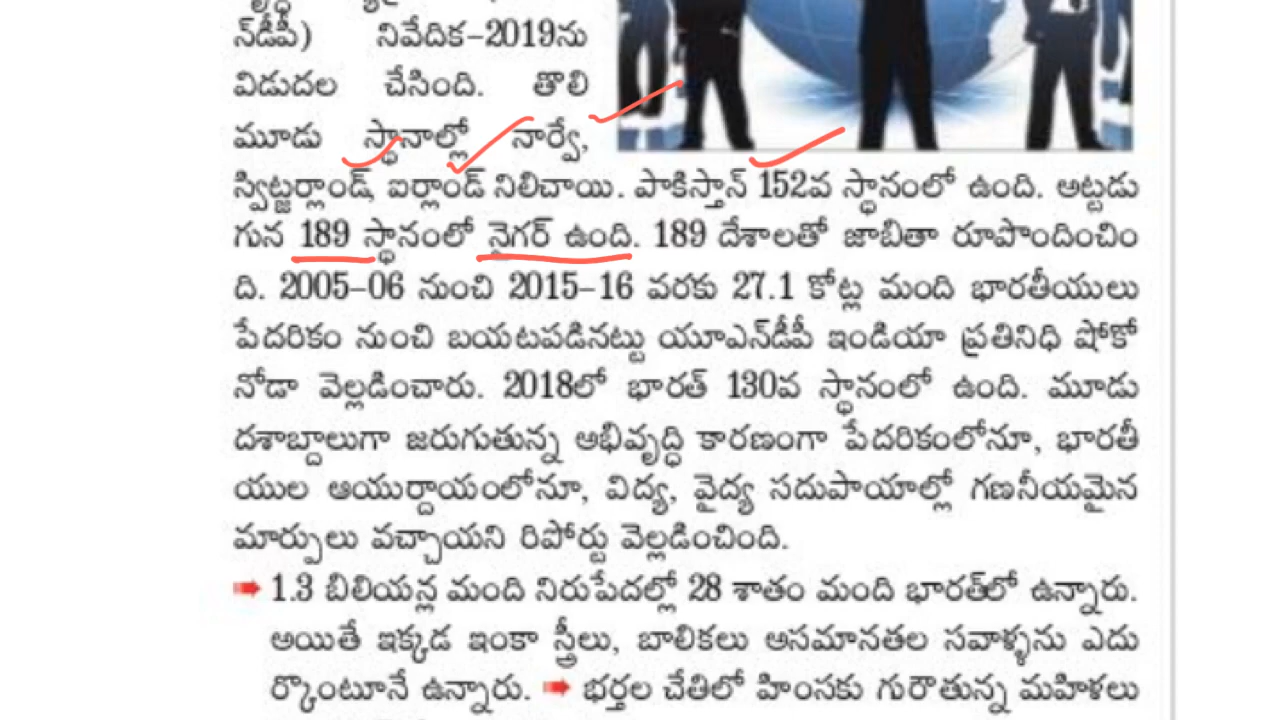 న్‌డీపీ) నివేదిక-2019ను
విడుదల చేసింది. తొలి
మూడు స్థానాల్లో నార్వే,
స్విట్జర్లాండ్, ఐర్లాండ్ నిలిచాయి. పాకిస్తాన్ 152వ స్థానంలో ఉంది. అట్టడు
గున 189 స్థానంలో నైగర్ ఉంది. 189 దేశాలతో జాబితా రూపొందించిం
ది. 2005-06 నుంచి 2015-16 వరకు 27.1 కోట్ల మంది భారతీయులు
పేదరికం నుంచి బయటపడినట్టు యూఎన్‌డీపీ ఇండియా ప్రతినిధి షోకో
నోడా వెల్లడించారు. 2018లో భారత్ 130వ స్థానంలో ఉంది. మూడు
దశాబ్దాలుగా జరుగుతున్న అభివృద్ధి కారణంగా పేదరికంలోనూ, భారతీ
యుల ఆయుర్దాయంలోనూ, విద్య, వైద్య సదుపాయాల్లో గణనీయమైన
మార్పులు వచ్చాయని రిపోర్టు వెల్లడించింది.
➡ 1.3 బిలియన్ల మంది నిరుపేదల్లో 28 శాతం మంది భారత్‌లో ఉన్నారు.
అయితే ఇక్కడ ఇంకా స్త్రీలు, బాలికలు అసమానతల సవాళ్ళను ఎదు
ర్కొంటూనే ఉన్నారు. ➡ భర్తల చేతిలో హింసకు గురౌతున్న మహిళలు